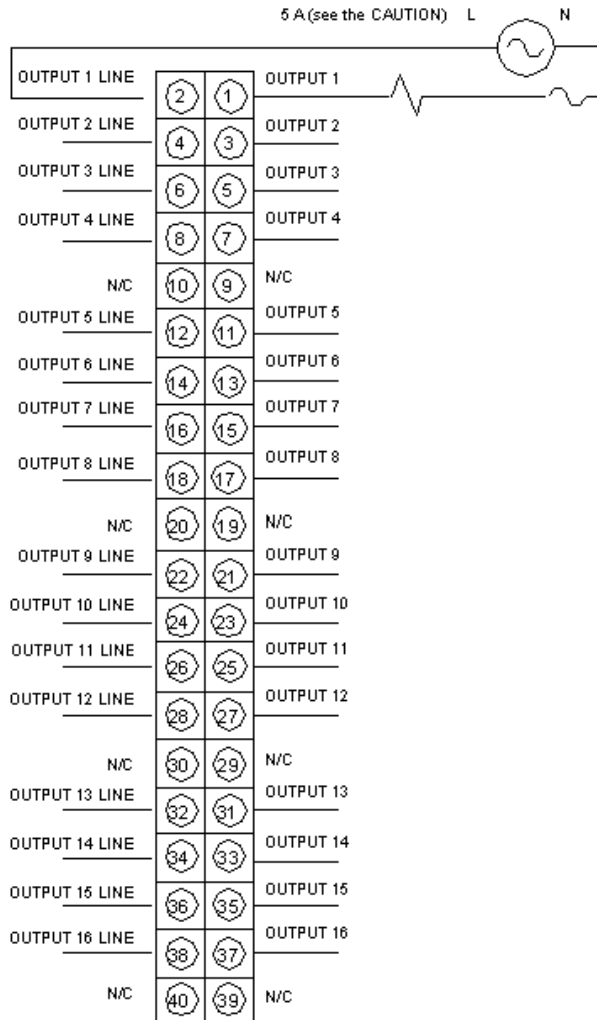 5 A (see the CAUTION) L N
OUTPUT 1 LINE 2 1 OUTPUT 1
OUTPUT 2 LINE 4 3 OUTPUT 2
OUTPUT 3 LINE 6 5 OUTPUT 3
OUTPUT 4 LINE 8 7 OUTPUT 4
N/C 10 9 N/C
OUTPUT 5 LINE 12 11 OUTPUT 5
OUTPUT 6 LINE 14 13 OUTPUT 6
OUTPUT 7 LINE 16 15 OUTPUT 7
OUTPUT 8 LINE 18 17 OUTPUT 8
N/C 20 19 N/C
OUTPUT 9 LINE 22 21 OUTPUT 9
OUTPUT 10 LINE 24 23 OUTPUT 10
OUTPUT 11 LINE 26 25 OUTPUT 11
OUTPUT 12 LINE 28 27 OUTPUT 12
N/C 30 29 N/C
OUTPUT 13 LINE 32 31 OUTPUT 13
OUTPUT 14 LINE 34 33 OUTPUT 14
OUTPUT 15 LINE 36 35 OUTPUT 15
OUTPUT 16 LINE 38 37 OUTPUT 16
N/C 40 39 N/C